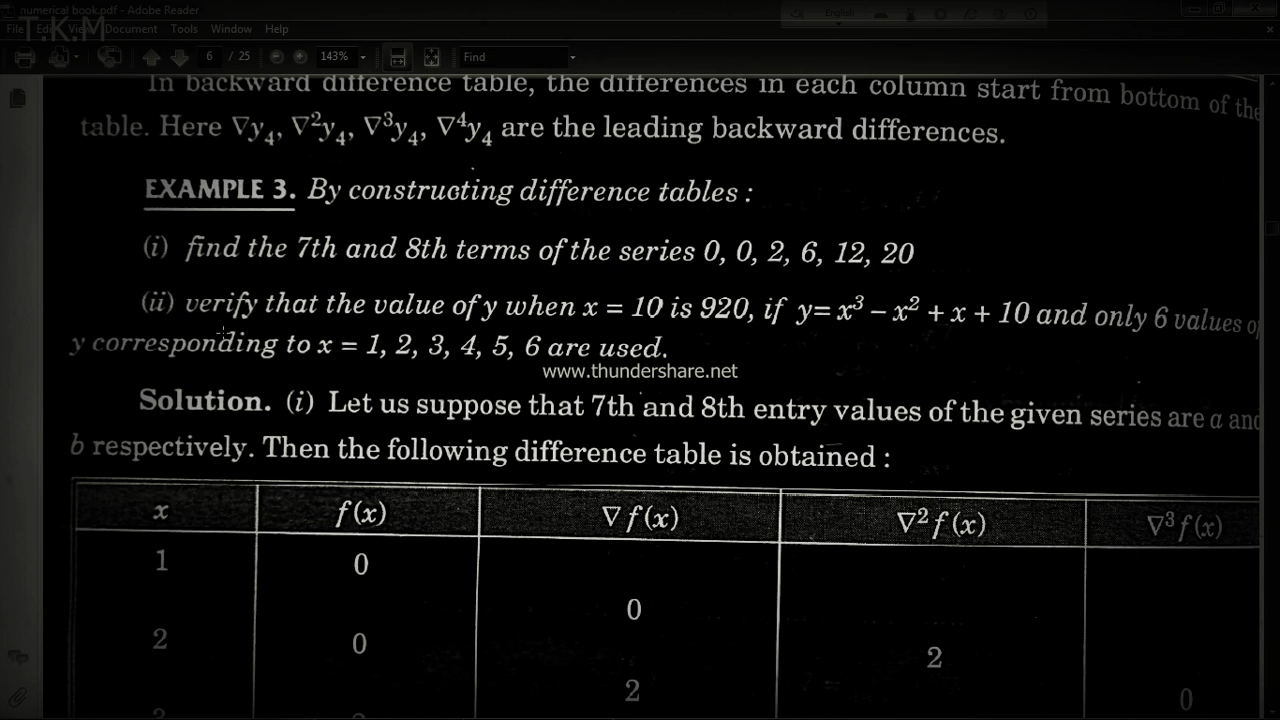 numerical book.pdf - Adobe Reader
T.K.M
File Edit View Document Tools Window Help
6 / 25 143% Find
In backward difference table, the differences in each column start from bottom of the
table. Here ∇y₄, ∇²y₄, ∇³y₄, ∇⁴y₄ are the leading backward differences.
EXAMPLE 3. By constructing difference tables :
(i) find the 7th and 8th terms of the series 0, 0, 2, 6, 12, 20
(ii) verify that the value of y when x = 10 is 920, if y= x³ – x² + x + 10 and only 6 values of
y corresponding to x = 1, 2, 3, 4, 5, 6 are used.
www.thundershare.net
Solution. (i) Let us suppose that 7th and 8th entry values of the given series are a and
b respectively. Then the following difference table is obtained :
x f(x) ∇ f(x) ∇² f(x) ∇³ f(x)
1 0
0
2 0 2
2 0